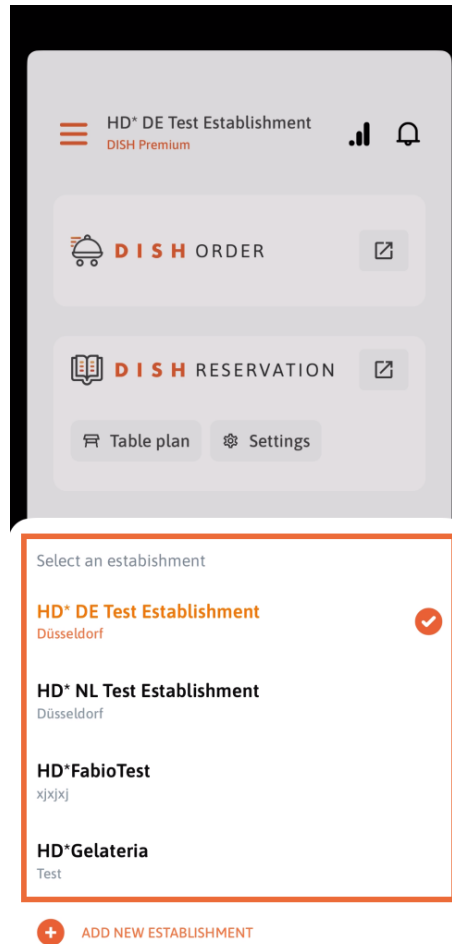 HD* DE Test Establishment
DISH Premium
DISH ORDER
DISH RESERVATION
Table plan Settings
Select an estabishment
HD* DE Test Establishment
Düsseldorf
HD* NL Test Establishment
Düsseldorf
HD*FabioTest
xjxjxj
HD*Gelateria
Test
ADD NEW ESTABLISHMENT